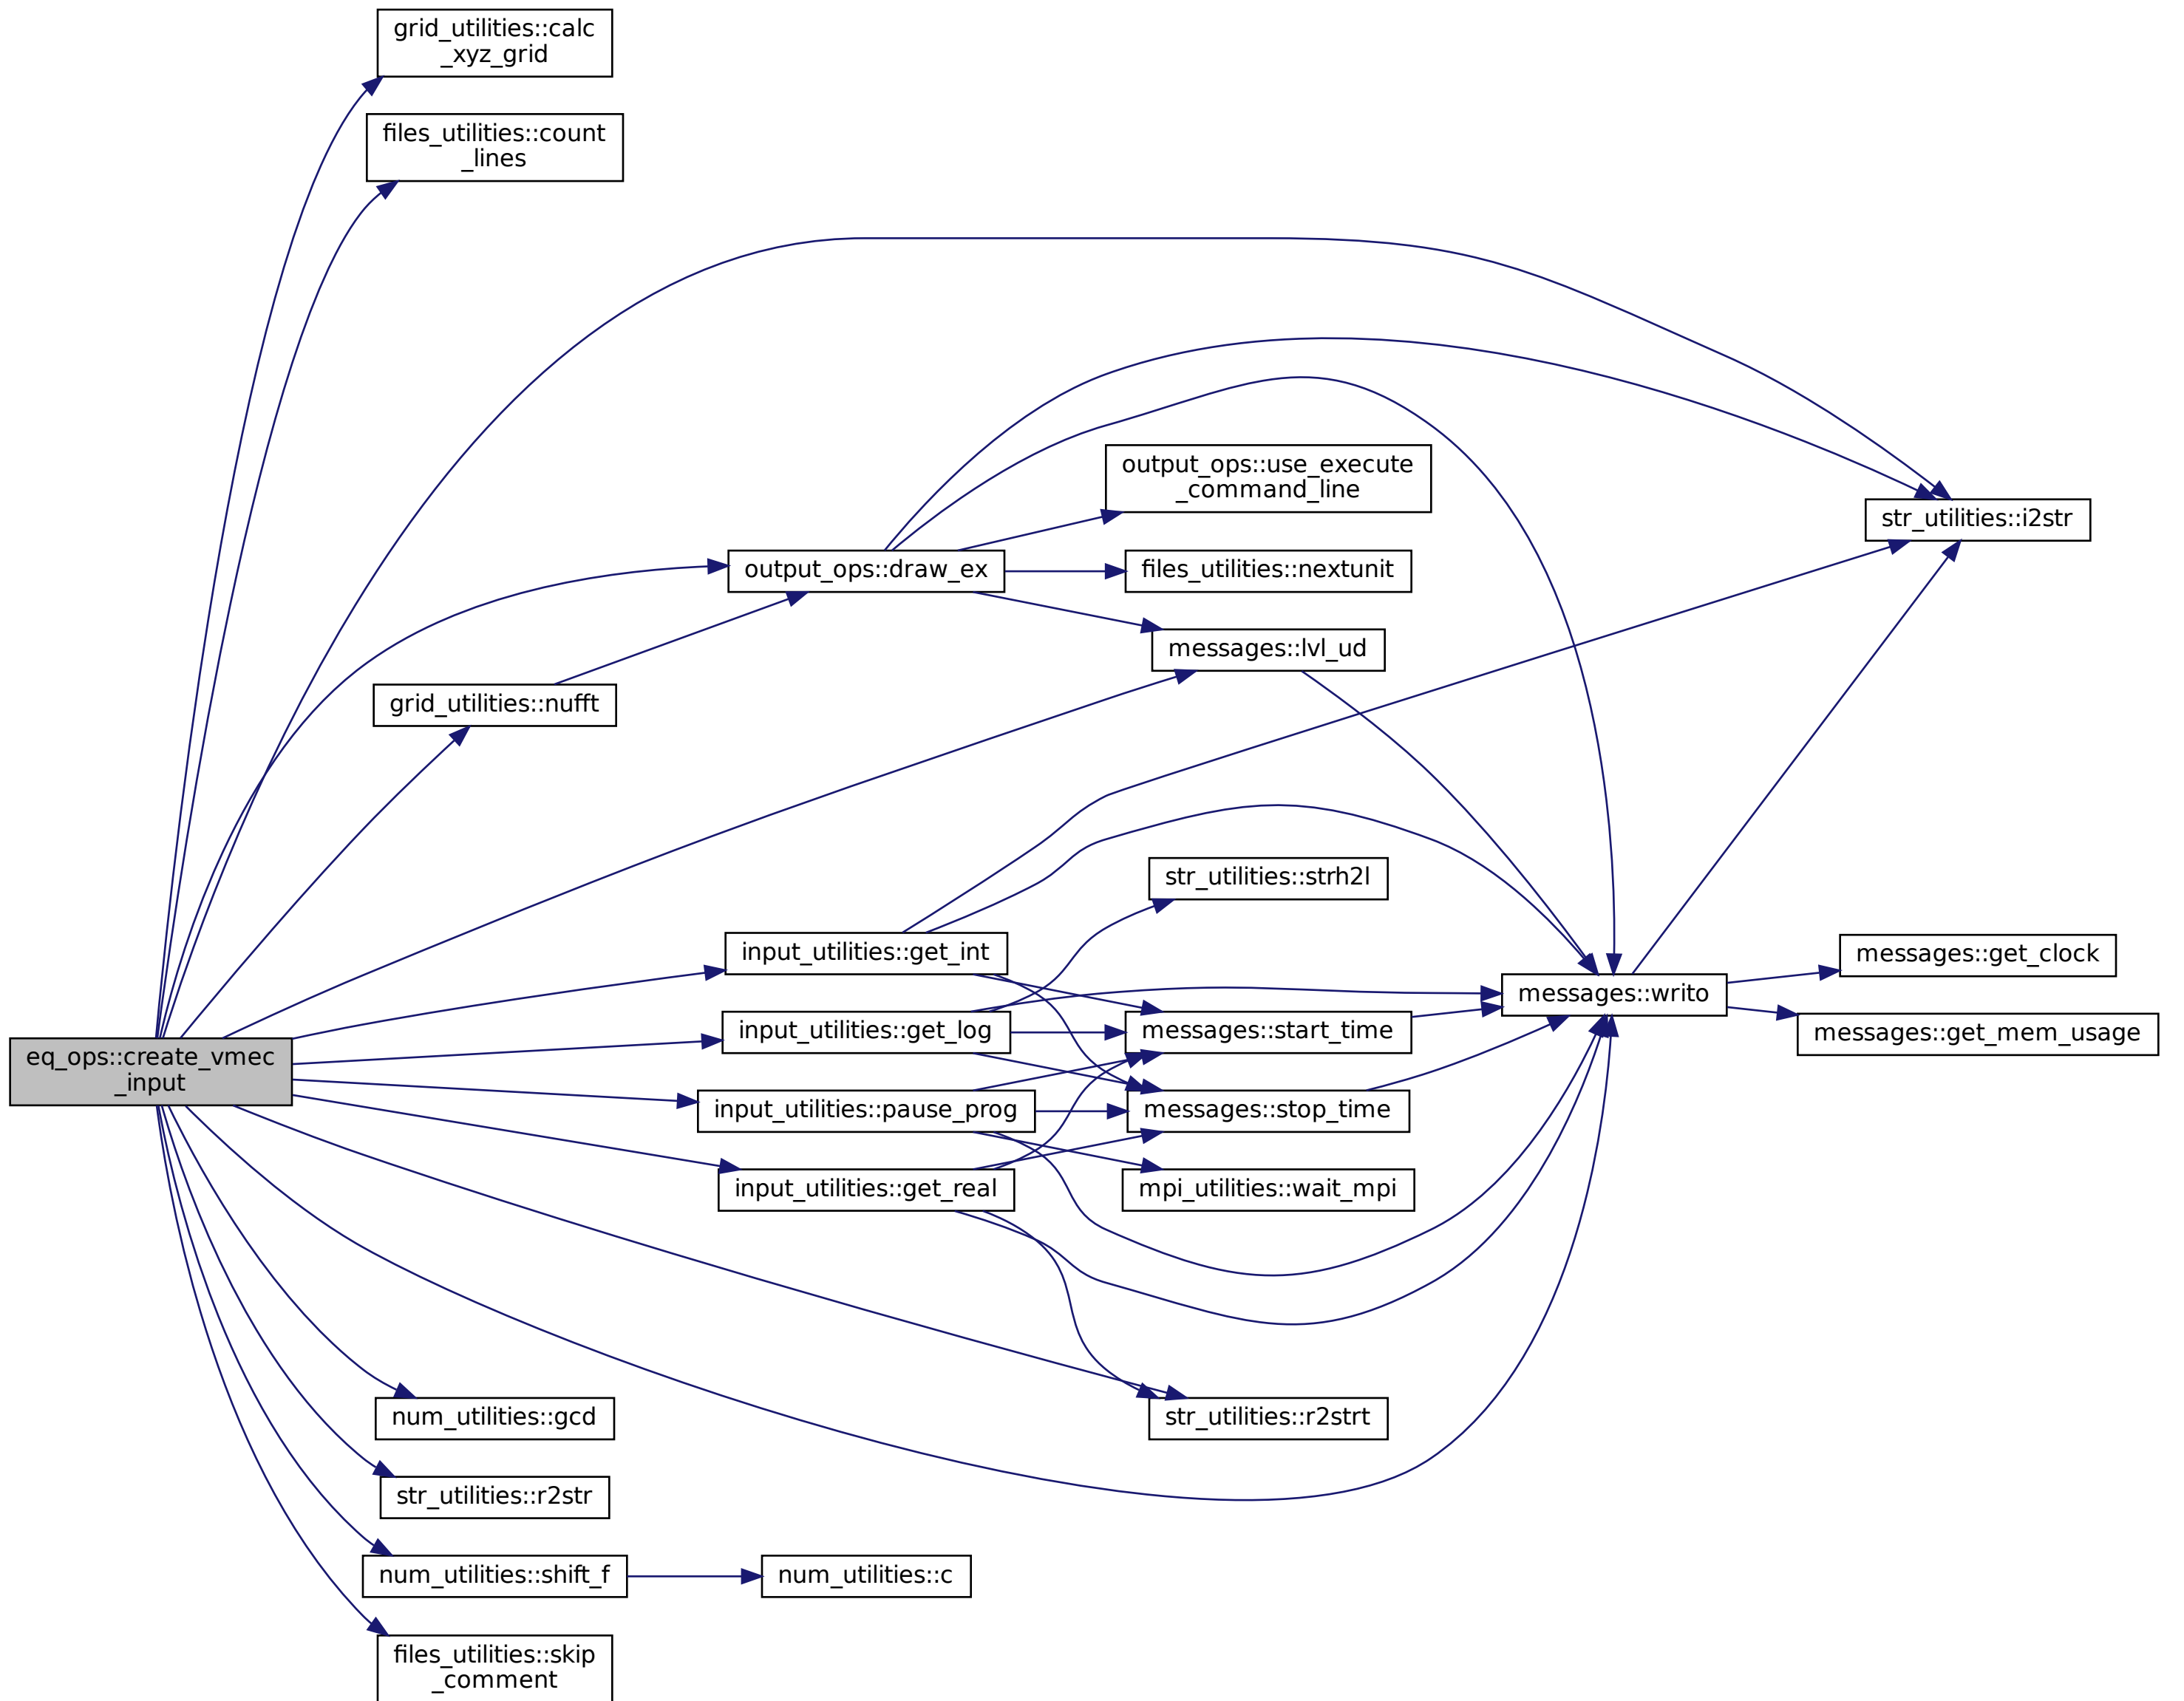 grid_utilities::calc
_xyz_grid
files_utilities::count
_lines
output_ops::use_execute
_command_line
str_utilities::i2str
output_ops::draw_ex
files_utilities::nextunit
messages::lvl_ud
grid_utilities::nufft
str_utilities::strh2l
input_utilities::get_int
messages::get_clock
messages::writo
input_utilities::get_log
messages::start_time
messages::get_mem_usage
eq_ops::create_vmec
_input
input_utilities::pause_prog
messages::stop_time
input_utilities::get_real
mpi_utilities::wait_mpi
num_utilities::gcd
str_utilities::r2strt
str_utilities::r2str
num_utilities::shift_f
num_utilities::c
files_utilities::skip
_comment